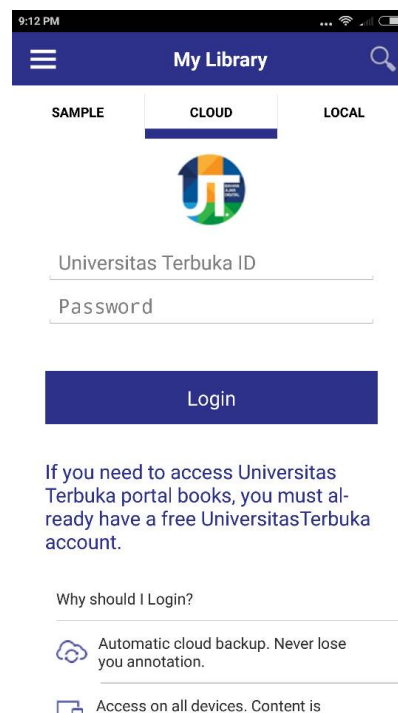 9:12 PM
My Library
SAMPLE CLOUD LOCAL
UT
Universitas Terbuka ID
Password
Login
If you need to access Universitas
Terbuka portal books, you must al-
ready have a free UniversitasTerbuka
account.
Why should I Login?
Automatic cloud backup. Never lose
you annotation.
Access on all devices. Content is